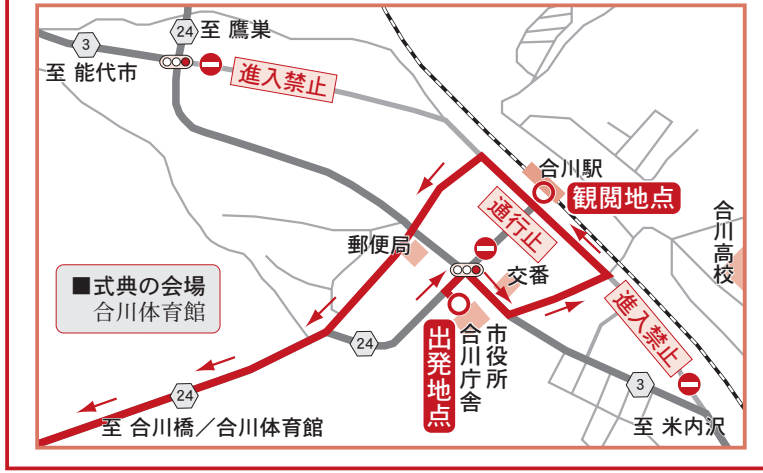 24
至 鷹巣
3
至 能代市
進入禁止
合川駅
観閲地点
通行止
合川高校
郵便局
交番
■式典の会場
合川体育館
進入禁止
出発地点
市役所
合川庁舎
24
24
3
至 合川橋／合川体育館
至 米内沢